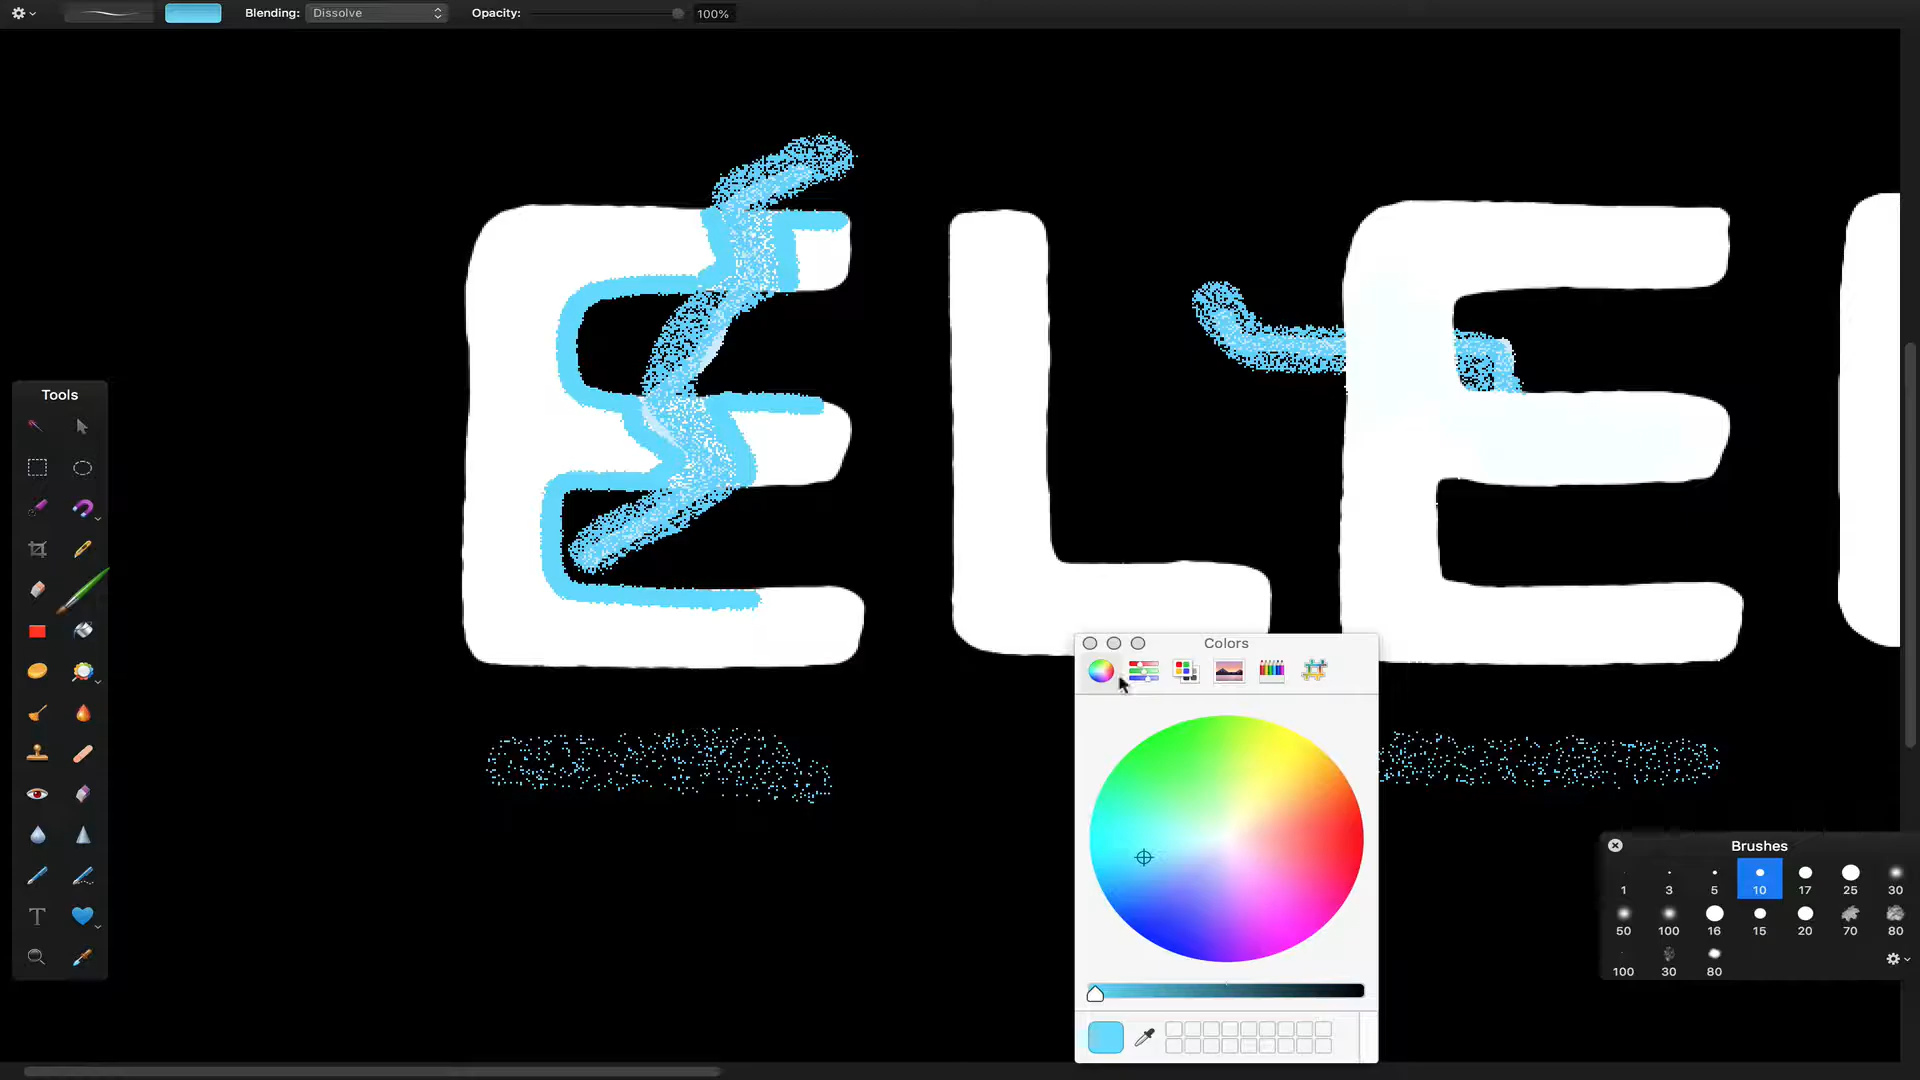 Blending: Dissolve Opacity: 100%
ELE
Tools
T
Colors
Brushes
1 3 5 10 17 25 30
50 100 16 15 20 70 80
100 30 80